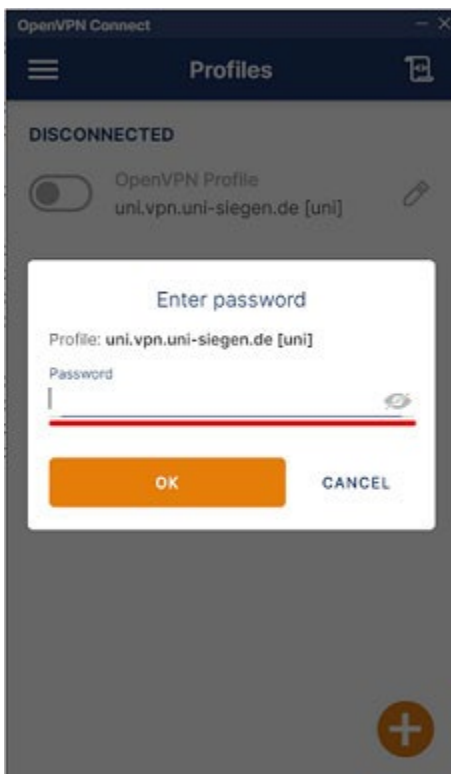 OpenVPN Connect
Profiles
DISCONNECTED
OpenVPN Profile
uni.vpn.uni-siegen.de [uni]
Enter password
Profile: uni.vpn.uni-siegen.de [uni]
Password
OK CANCEL